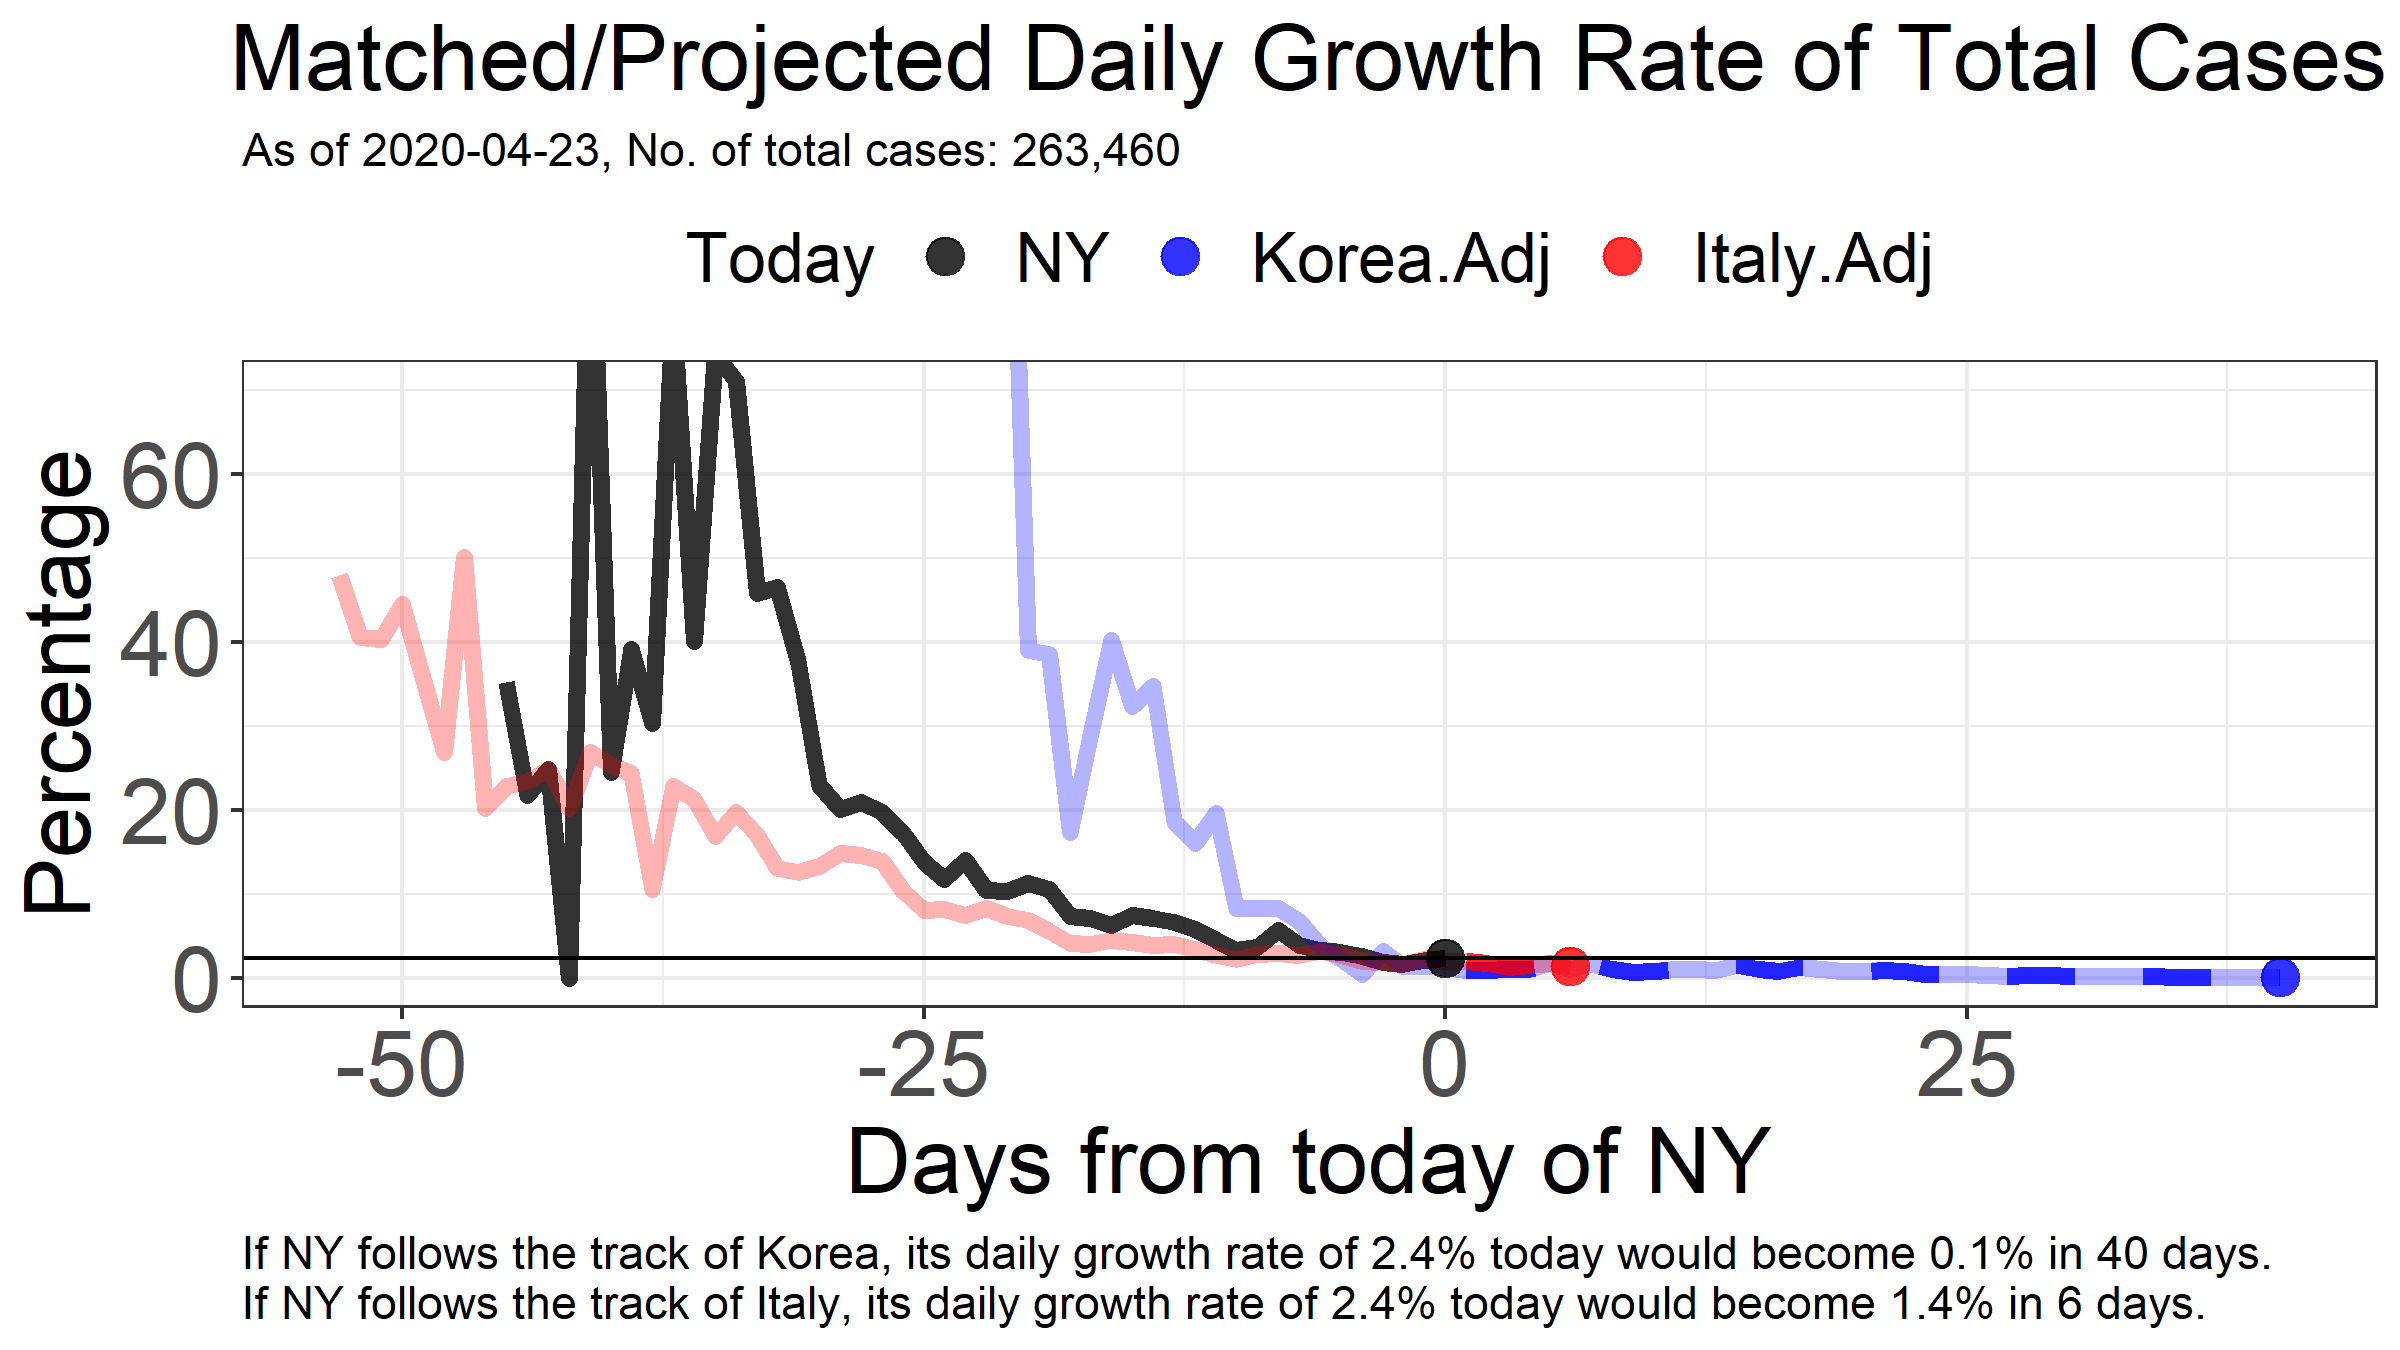 Matched/Projected Daily Growth Rate of Total Cases
As of 2020-04-23, No. of total cases: 263,460
Today NY Korea.Adj Italy.Adj
Percentage
60
40
20
0
-50 -25 0 25
Days from today of NY
If NY follows the track of Korea, its daily growth rate of 2.4% today would become 0.1% in 40 days.
If NY follows the track of Italy, its daily growth rate of 2.4% today would become 1.4% in 6 days.